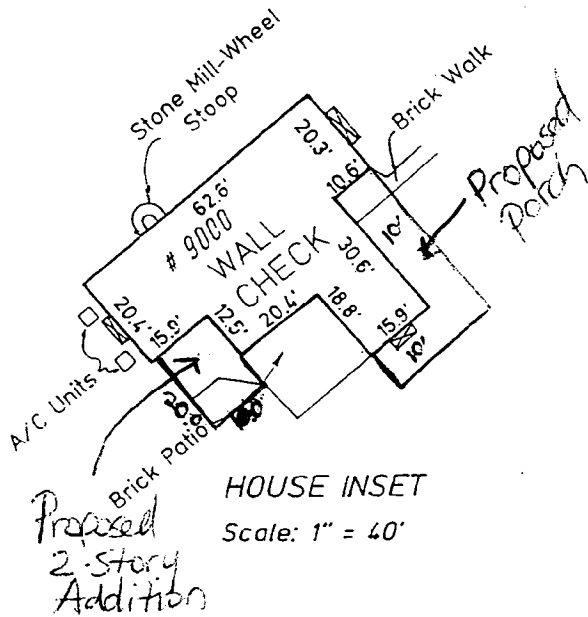 Stone Mill-Wheel
Stoop
Brick Walk
Proposed
Porch
20.3'
10.6'
62.6'
# 9000
WALL
CHECK
10'
30.6'
20.4'
15.9'
12.5'
20.4'
18.8'
15.9'
10'
A/C Units
20.0
Brick Patio
Proposed
2-Story
Addition
HOUSE INSET
Scale: 1" = 40'